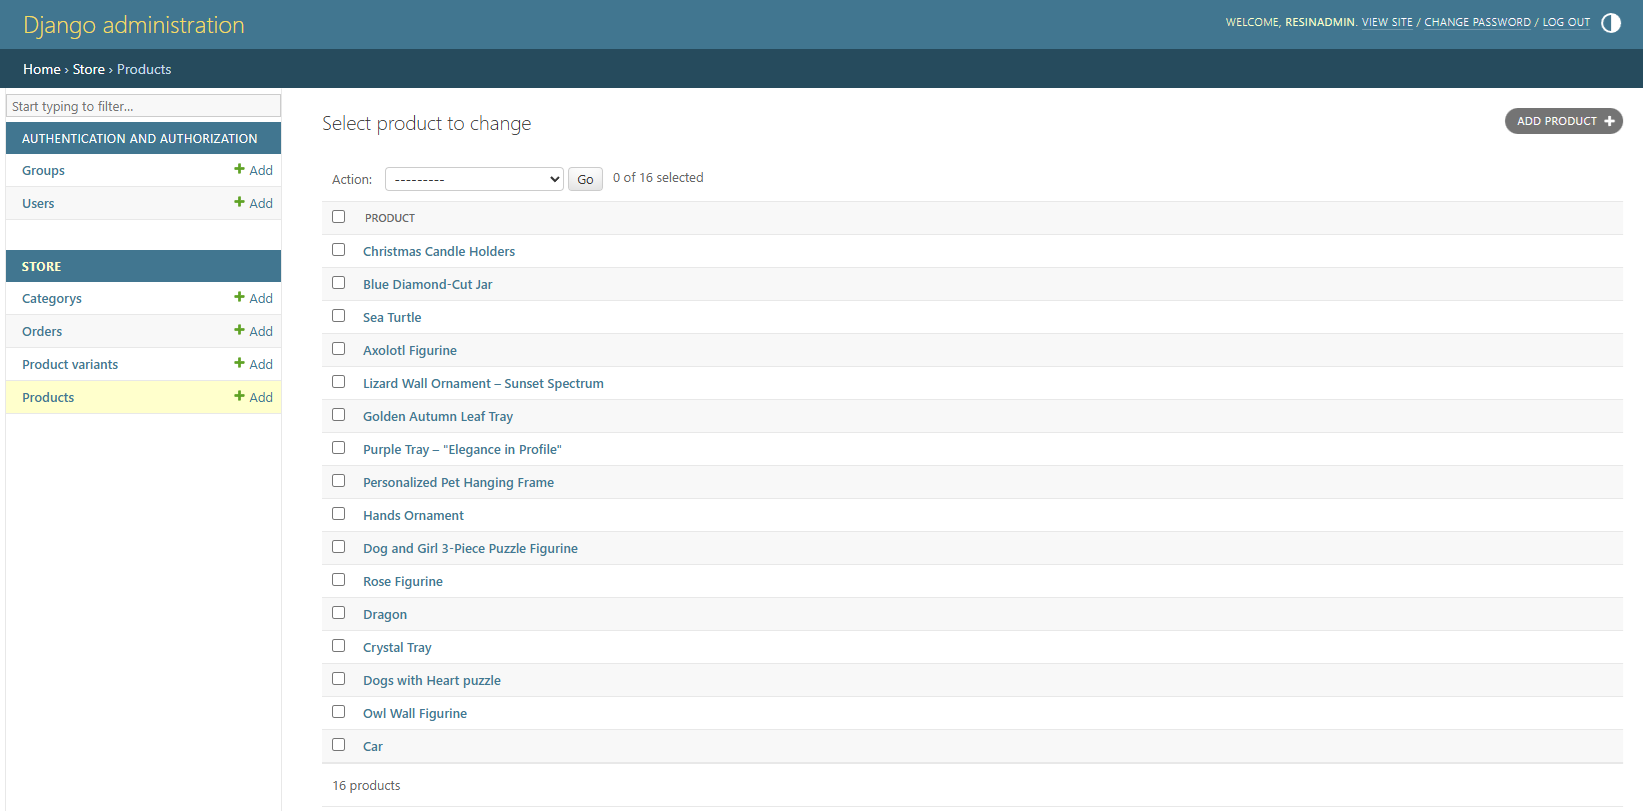 Django administration
WELCOME, RESINADMIN. VIEW SITE / CHANGE PASSWORD / LOG OUT
Home › Store › Products
Start typing to filter...
AUTHENTICATION AND AUTHORIZATION
Groups + Add
Users + Add
STORE
Categorys + Add
Orders + Add
Product variants + Add
Products + Add
Select product to change
ADD PRODUCT +
Action: --------- Go 0 of 16 selected
PRODUCT
Christmas Candle Holders
Blue Diamond-Cut Jar
Sea Turtle
Axolotl Figurine
Lizard Wall Ornament – Sunset Spectrum
Golden Autumn Leaf Tray
Purple Tray – "Elegance in Profile"
Personalized Pet Hanging Frame
Hands Ornament
Dog and Girl 3-Piece Puzzle Figurine
Rose Figurine
Dragon
Crystal Tray
Dogs with Heart puzzle
Owl Wall Figurine
Car
16 products